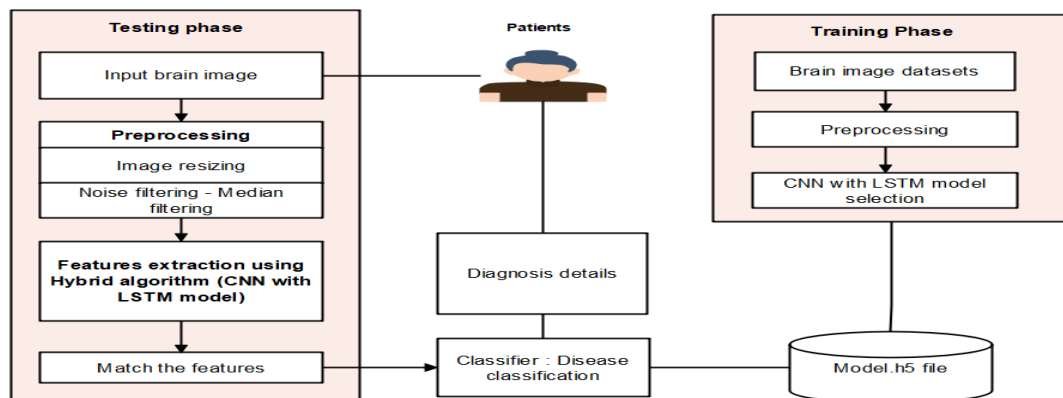 Testing phase
Input brain image
Preprocessing
Image resizing
Noise filtering - Median
filtering
Features extraction using
Hybrid algorithm (CNN with
LSTM model)
Match the features
Patients
Diagnosis details
Classifier : Disease
classification
Training Phase
Brain image datasets
Preprocessing
CNN with LSTM model
selection
Model.h5 file